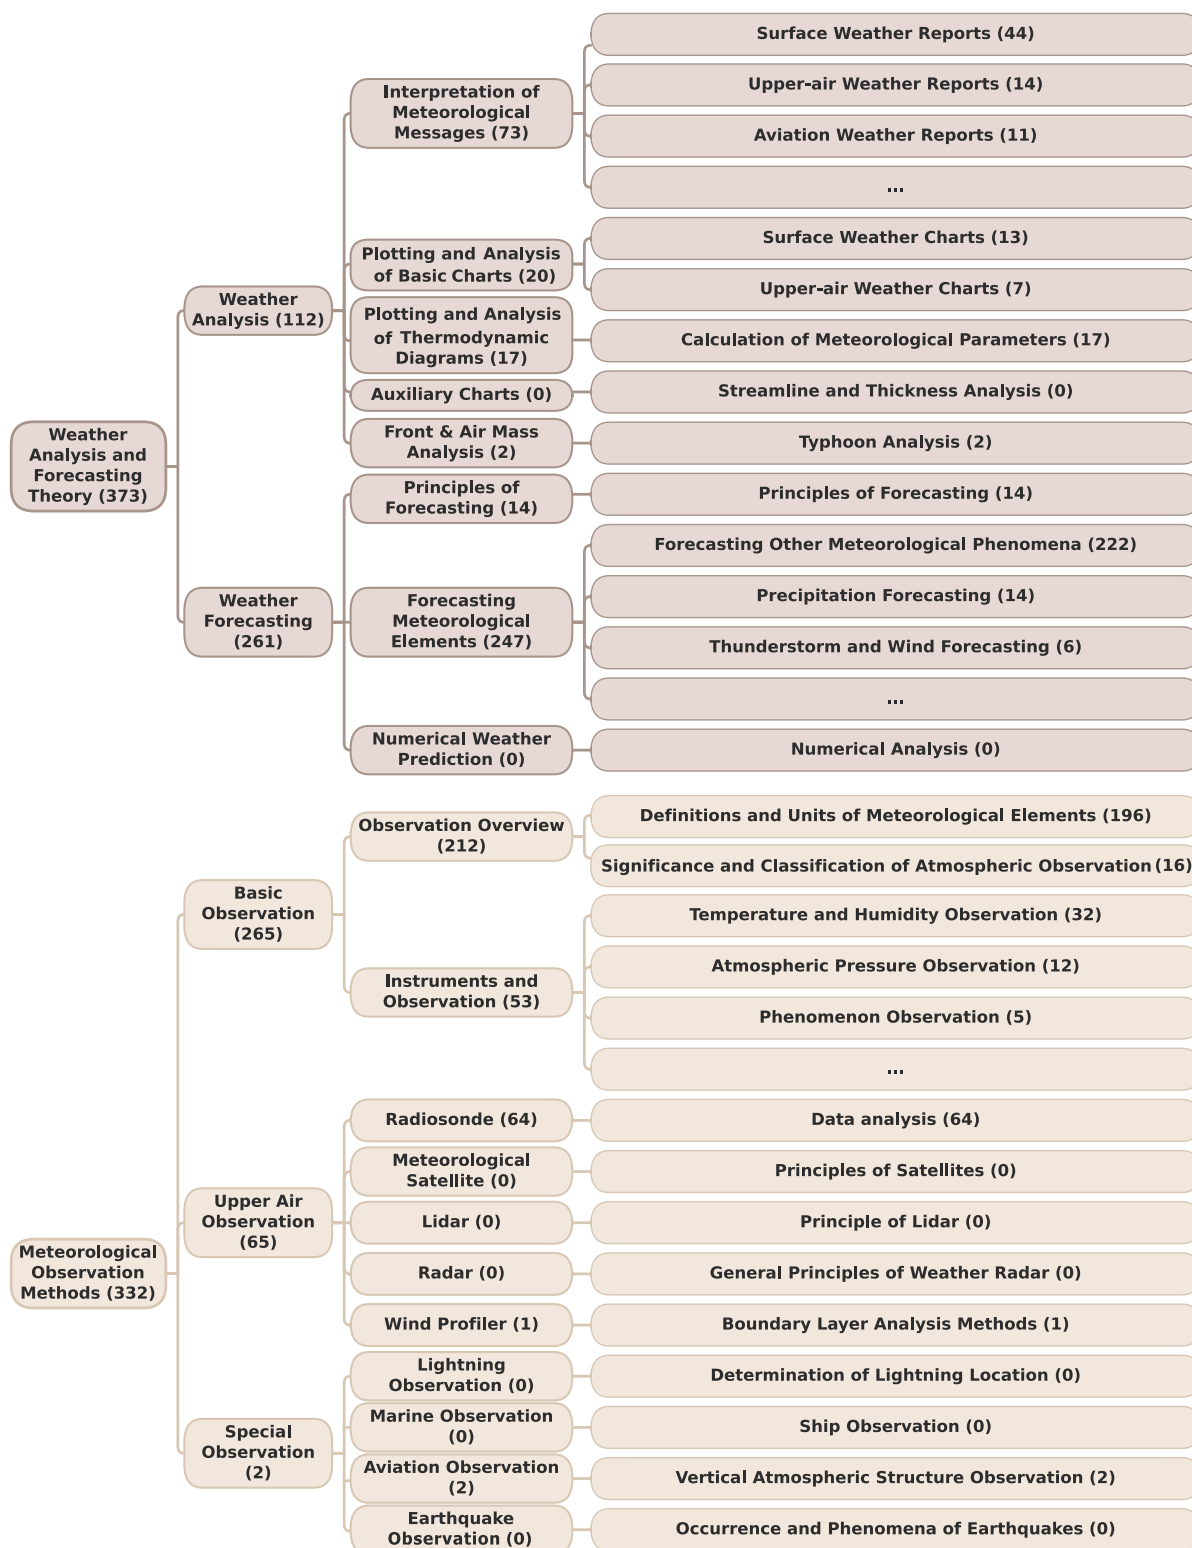 Weather
Analysis and
Forecasting
Theory (373)
Weather
Analysis (112)
Interpretation of
Meteorological
Messages (73)
Surface Weather Reports (44)
Upper-air Weather Reports (14)
Aviation Weather Reports (11)
...
Plotting and Analysis
of Basic Charts (20)
Surface Weather Charts (13)
Upper-air Weather Charts (7)
Plotting and Analysis
of Thermodynamic
Diagrams (17)
Calculation of Meteorological Parameters (17)
Auxiliary Charts (0)
Streamline and Thickness Analysis (0)
Front & Air Mass
Analysis (2)
Typhoon Analysis (2)
Weather
Forecasting
(261)
Principles of
Forecasting (14)
Principles of Forecasting (14)
Forecasting
Meteorological
Elements (247)
Forecasting Other Meteorological Phenomena (222)
Precipitation Forecasting (14)
Thunderstorm and Wind Forecasting (6)
...
Numerical Weather
Prediction (0)
Numerical Analysis (0)
Meteorological
Observation
Methods (332)
Basic
Observation
(265)
Observation Overview
(212)
Definitions and Units of Meteorological Elements (196)
Significance and Classification of Atmospheric Observation (16)
Instruments and
Observation (53)
Temperature and Humidity Observation (32)
Atmospheric Pressure Observation (12)
Phenomenon Observation (5)
...
Upper Air
Observation
(65)
Radiosonde (64)
Data analysis (64)
Meteorological
Satellite (0)
Principles of Satellites (0)
Lidar (0)
Principle of Lidar (0)
Radar (0)
General Principles of Weather Radar (0)
Wind Profiler (1)
Boundary Layer Analysis Methods (1)
Special
Observation
(2)
Lightning
Observation (0)
Determination of Lightning Location (0)
Marine Observation
(0)
Ship Observation (0)
Aviation Observation
(2)
Vertical Atmospheric Structure Observation (2)
Earthquake
Observation (0)
Occurrence and Phenomena of Earthquakes (0)